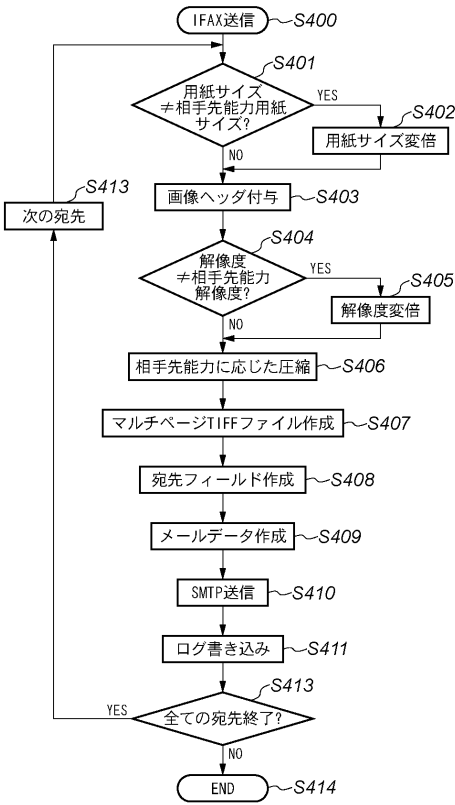 IFAX送信
S400
S401
用紙サイズ
≠相手先能力用紙
サイズ?
YES
S402
用紙サイズ変倍
NO
S413
次の宛先
画像ヘッダ付与
S403
S404
解像度
≠相手先能力
解像度?
YES
S405
解像度変倍
NO
相手先能力に応じた圧縮
S406
マルチページTIFFファイル作成
S407
宛先フィールド作成
S408
メールデータ作成
S409
SMTP送信
S410
ログ書き込み
S411
S413
全ての宛先終了?
YES
NO
END
S414